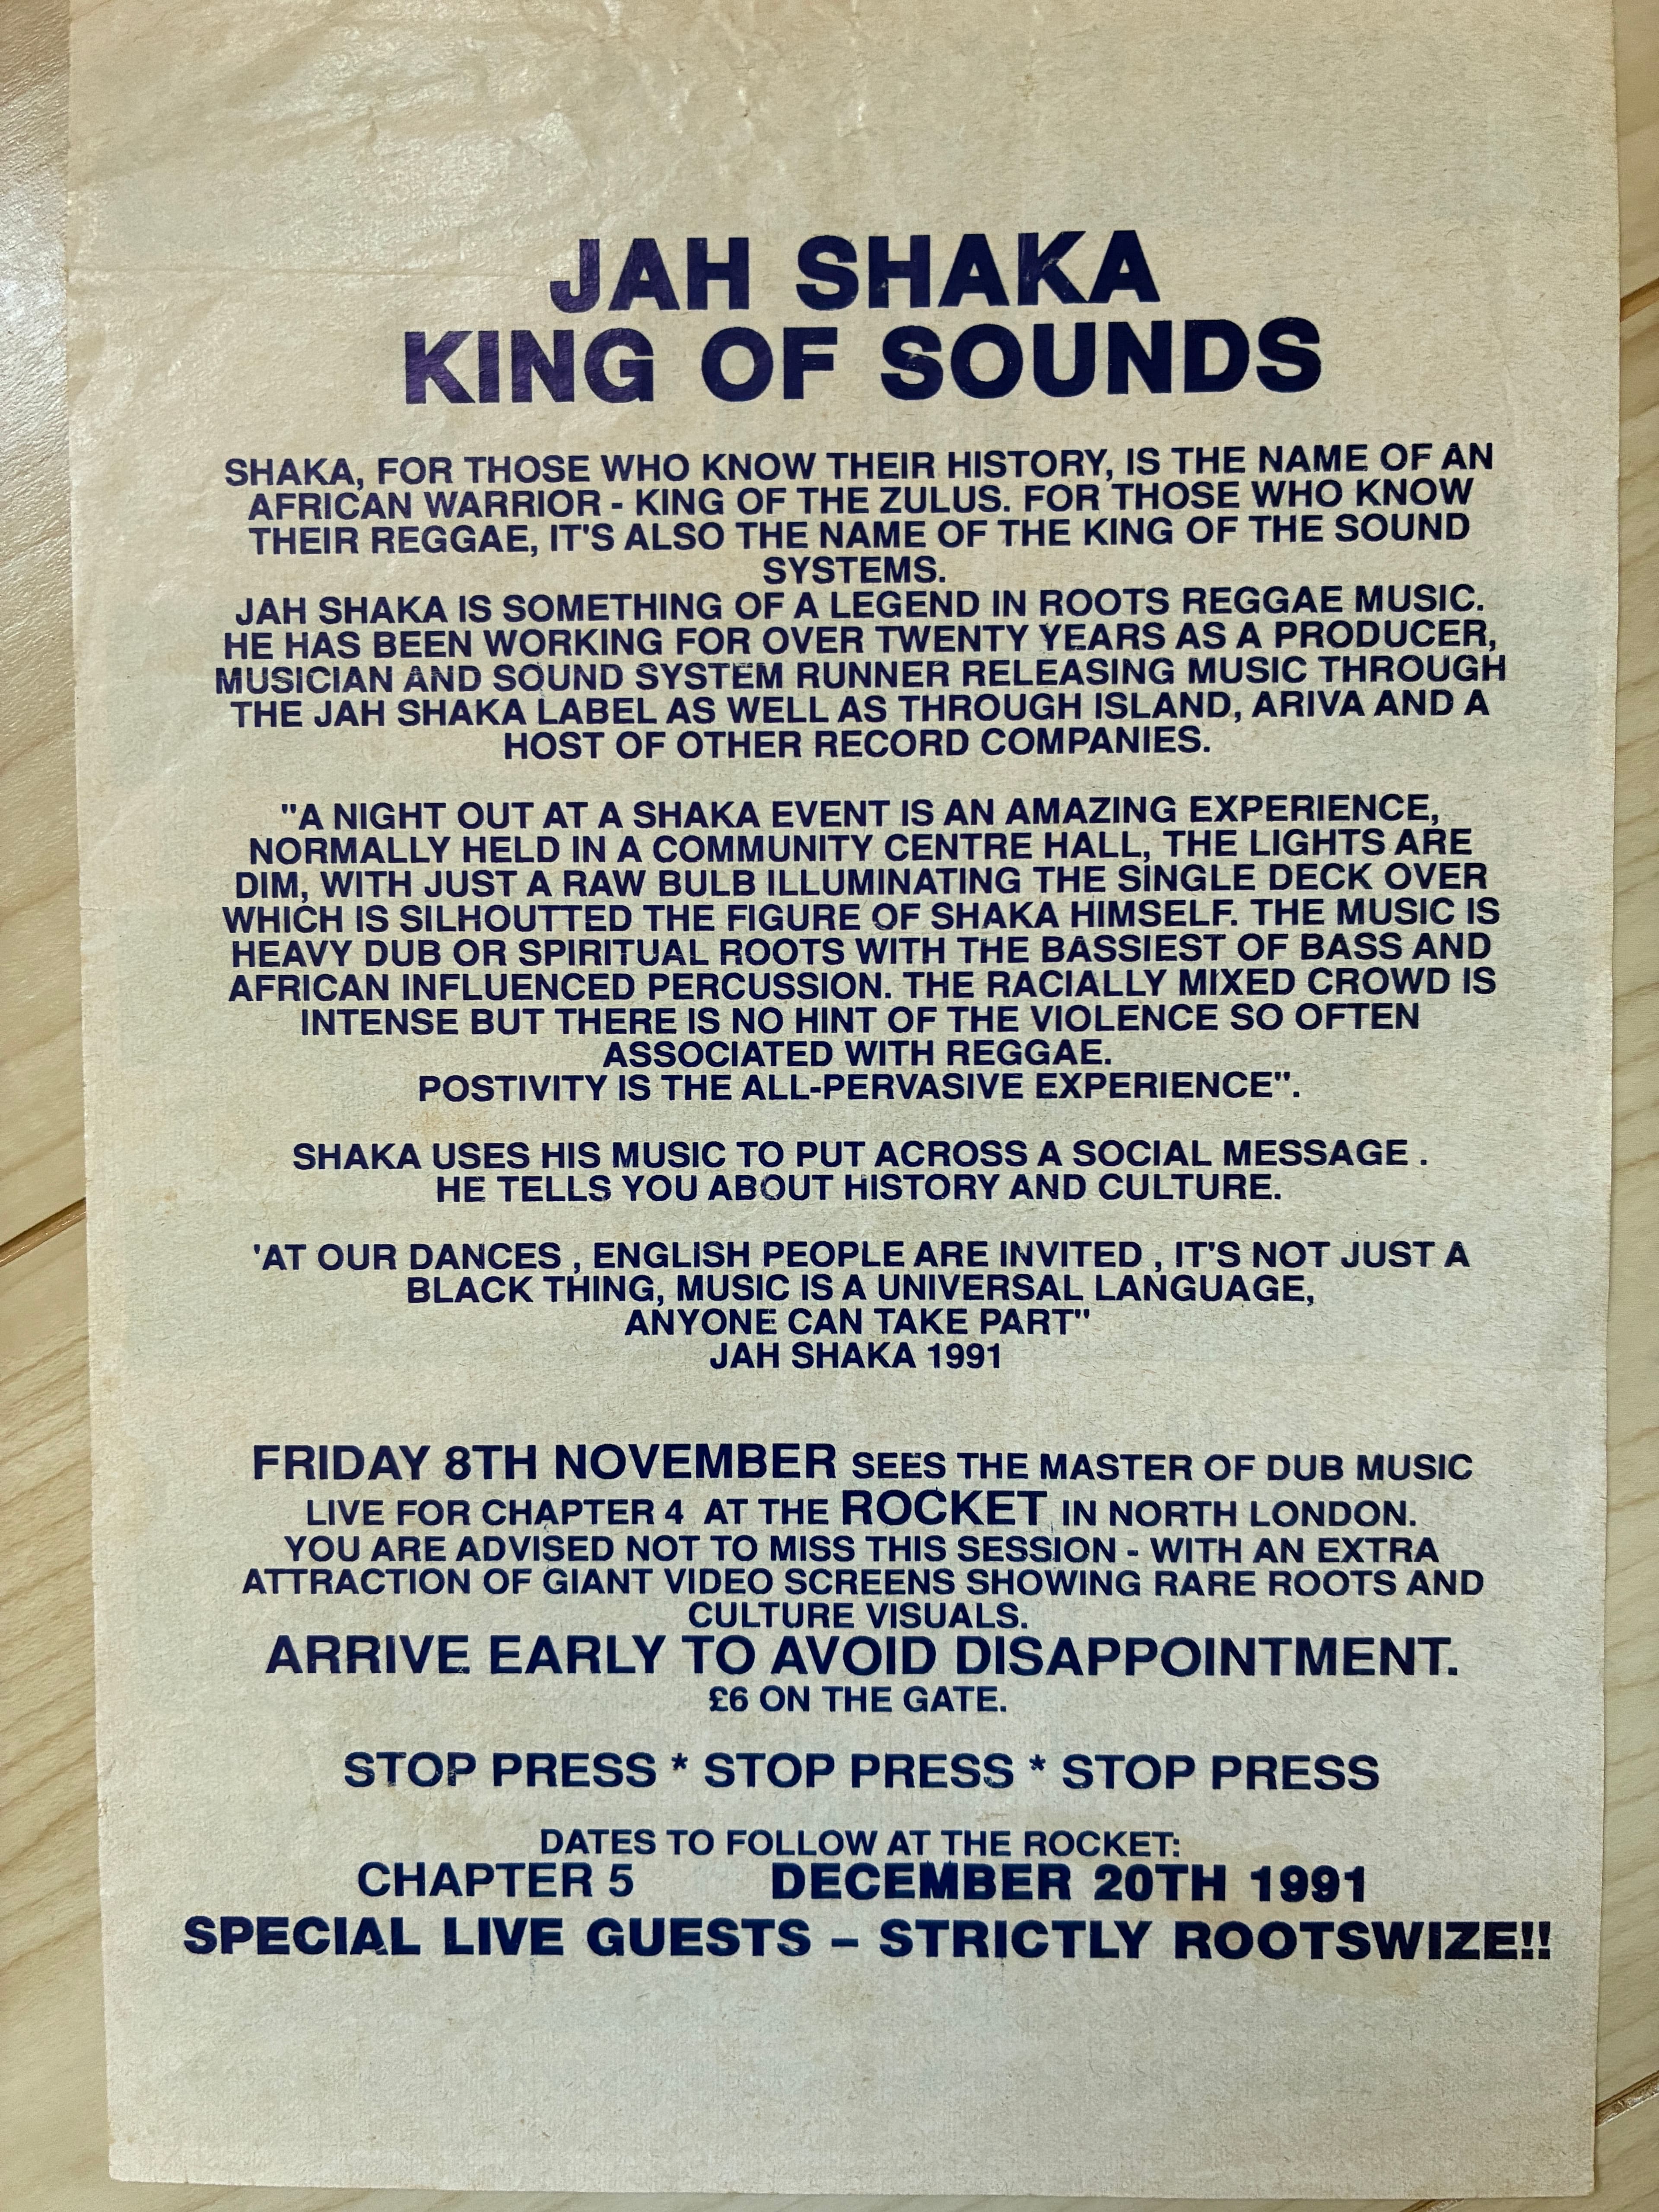 JAH SHAKA
KING OF SOUNDS
SHAKA, FOR THOSE WHO KNOW THEIR HISTORY, IS THE NAME OF AN
AFRICAN WARRIOR - KING OF THE ZULUS. FOR THOSE WHO KNOW
THEIR REGGAE, IT'S ALSO THE NAME OF THE KING OF THE SOUND
SYSTEMS.
JAH SHAKA IS SOMETHING OF A LEGEND IN ROOTS REGGAE MUSIC.
HE HAS BEEN WORKING FOR OVER TWENTY YEARS AS A PRODUCER,
MUSICIAN AND SOUND SYSTEM RUNNER RELEASING MUSIC THROUGH
THE JAH SHAKA LABEL AS WELL AS THROUGH ISLAND, ARIVA AND A
HOST OF OTHER RECORD COMPANIES.
"A NIGHT OUT AT A SHAKA EVENT IS AN AMAZING EXPERIENCE,
NORMALLY HELD IN A COMMUNITY CENTRE HALL, THE LIGHTS ARE
DIM, WITH JUST A RAW BULB ILLUMINATING THE SINGLE DECK OVER
WHICH IS SILHOUTTED THE FIGURE OF SHAKA HIMSELF. THE MUSIC IS
HEAVY DUB OR SPIRITUAL ROOTS WITH THE BASSIEST OF BASS AND
AFRICAN INFLUENCED PERCUSSION. THE RACIALLY MIXED CROWD IS
INTENSE BUT THERE IS NO HINT OF THE VIOLENCE SO OFTEN
ASSOCIATED WITH REGGAE.
POSTIVITY IS THE ALL-PERVASIVE EXPERIENCE".
SHAKA USES HIS MUSIC TO PUT ACROSS A SOCIAL MESSAGE .
HE TELLS YOU ABOUT HISTORY AND CULTURE.
'AT OUR DANCES , ENGLISH PEOPLE ARE INVITED , IT'S NOT JUST A
BLACK THING, MUSIC IS A UNIVERSAL LANGUAGE,
ANYONE CAN TAKE PART"
JAH SHAKA 1991
FRIDAY 8TH NOVEMBER SEES THE MASTER OF DUB MUSIC
LIVE FOR CHAPTER 4 AT THE ROCKET IN NORTH LONDON.
YOU ARE ADVISED NOT TO MISS THIS SESSION - WITH AN EXTRA
ATTRACTION OF GIANT VIDEO SCREENS SHOWING RARE ROOTS AND
CULTURE VISUALS.
ARRIVE EARLY TO AVOID DISAPPOINTMENT.
£6 ON THE GATE.
STOP PRESS * STOP PRESS * STOP PRESS
DATES TO FOLLOW AT THE ROCKET:
CHAPTER 5 DECEMBER 20TH 1991
SPECIAL LIVE GUESTS – STRICTLY ROOTSWIZE!!